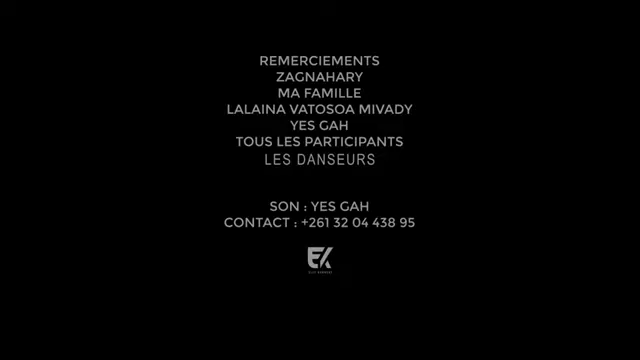 REMERCIEMENTS
ZAGNAHARY
MA FAMILLE
LALAINA VATOSOA MIVADY
YES GAH
TOUS LES PARTICIPANTS
LES DANSEURS
SON : YES GAH
CONTACT : +261 32 04 438 95
EK